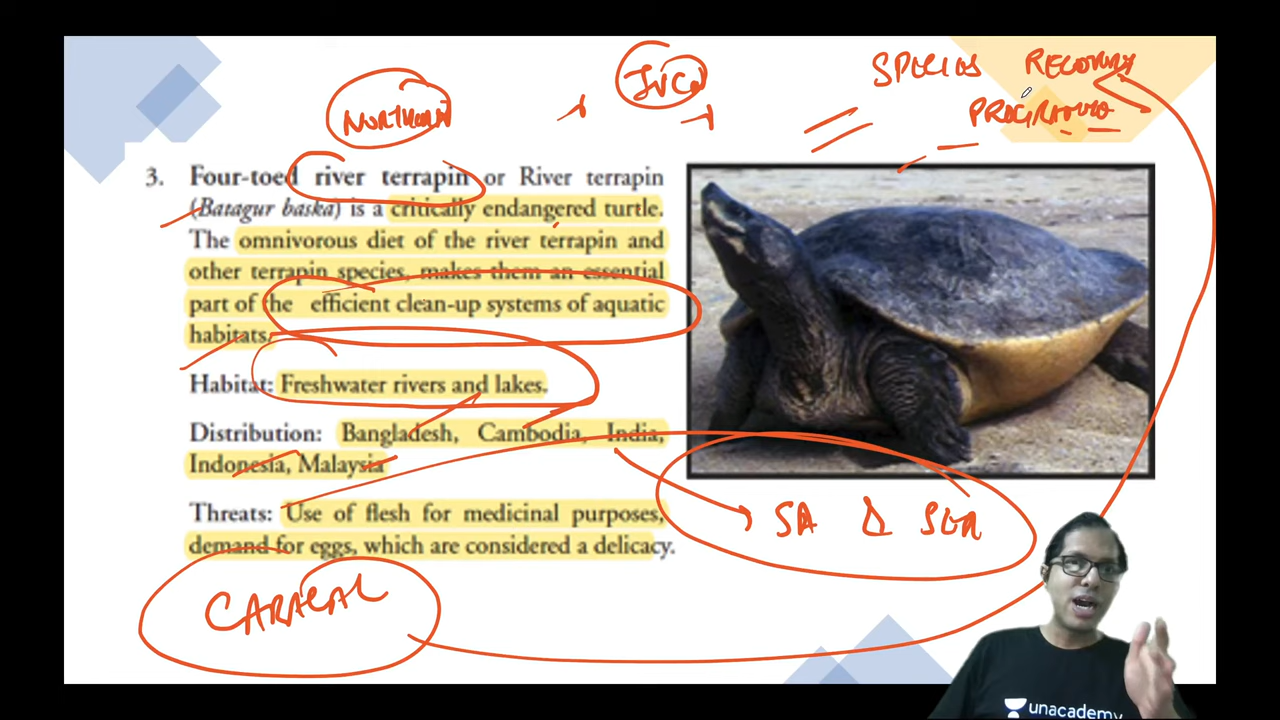 SPECIES RECOVERY
PROGRAMME
NORTHERN
3. Four-toed river terrapin or River terrapin
(Batagur baska) is a critically endangered turtle.
The omnivorous diet of the river terrapin and
other terrapin species, makes them an essential
part of the efficient clean-up systems of aquatic
habitats.
Habitat: Freshwater rivers and lakes.
Distribution: Bangladesh, Cambodia, India,
Indonesia, Malaysia
Threats: Use of flesh for medicinal purposes,
demand for eggs, which are considered a delicacy.
SA & SEA
CARACAL
unacademy